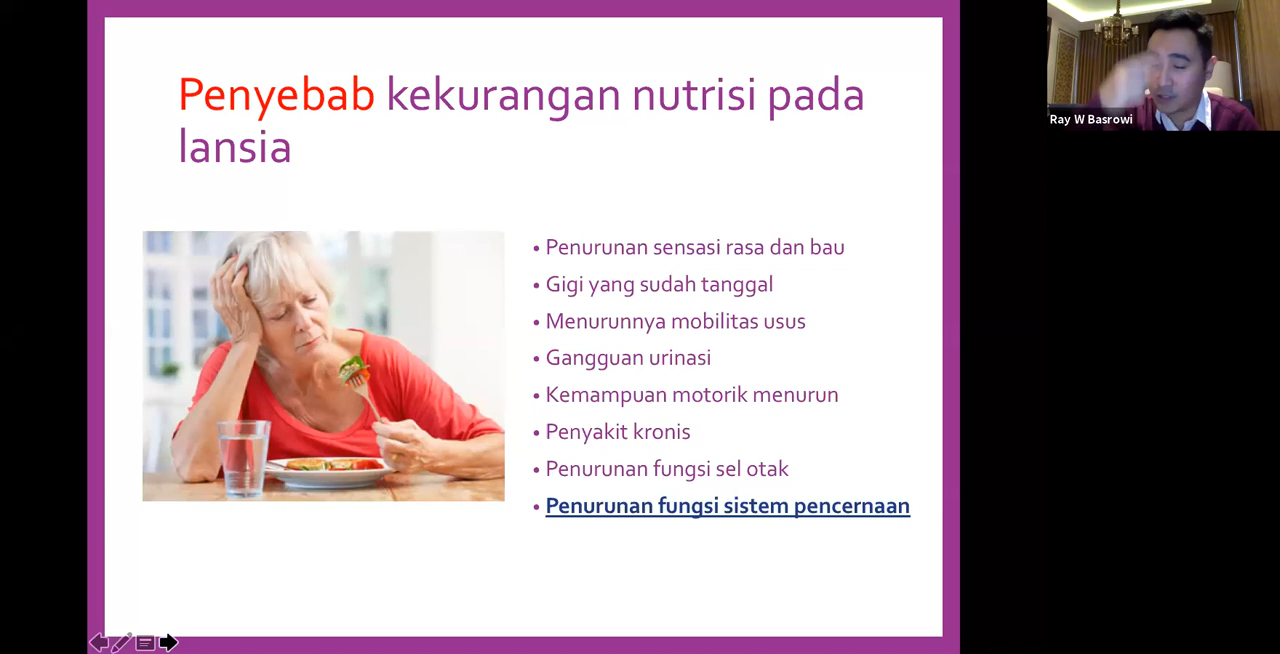 Penyebab kekurangan nutrisi pada
lansia
• Penurunan sensasi rasa dan bau
• Gigi yang sudah tanggal
• Menurunnya mobilitas usus
• Gangguan urinasi
• Kemampuan motorik menurun
• Penyakit kronis
• Penurunan fungsi sel otak
• Penurunan fungsi sistem pencernaan
Ray W Basrowi